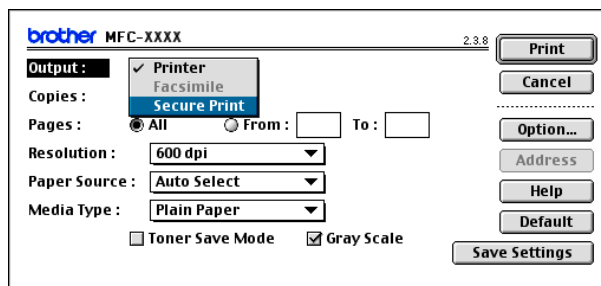 brother MFC-XXXX 2.3.8
Print
Output : ✓ Printer
Facsimile
Cancel
Copies : Secure Print
Pages : All From : To :
Option...
Resolution : 600 dpi
Address
Paper Source : Auto Select
Help
Media Type : Plain Paper
Default
Toner Save Mode Gray Scale
Save Settings